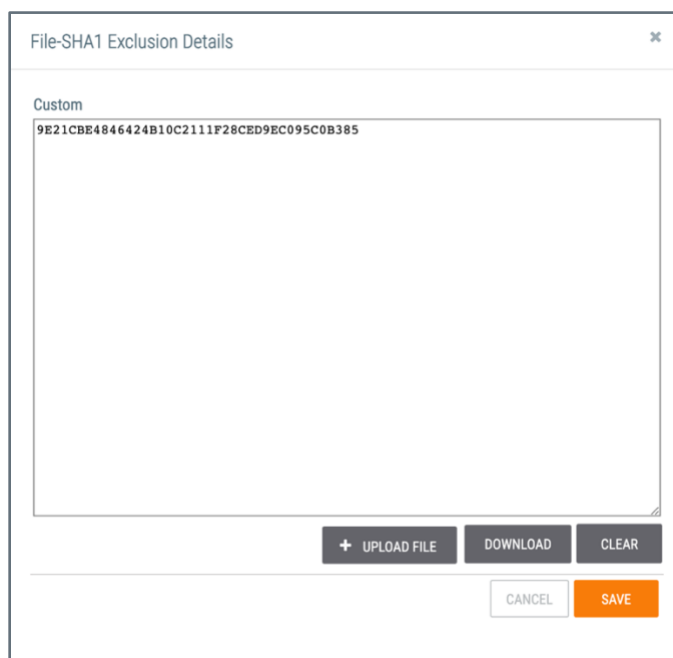 File-SHA1 Exclusion Details
Custom
9E21CBE4846424B10C2111F28CED9EC095C0B385
+ UPLOAD FILE DOWNLOAD CLEAR
CANCEL SAVE